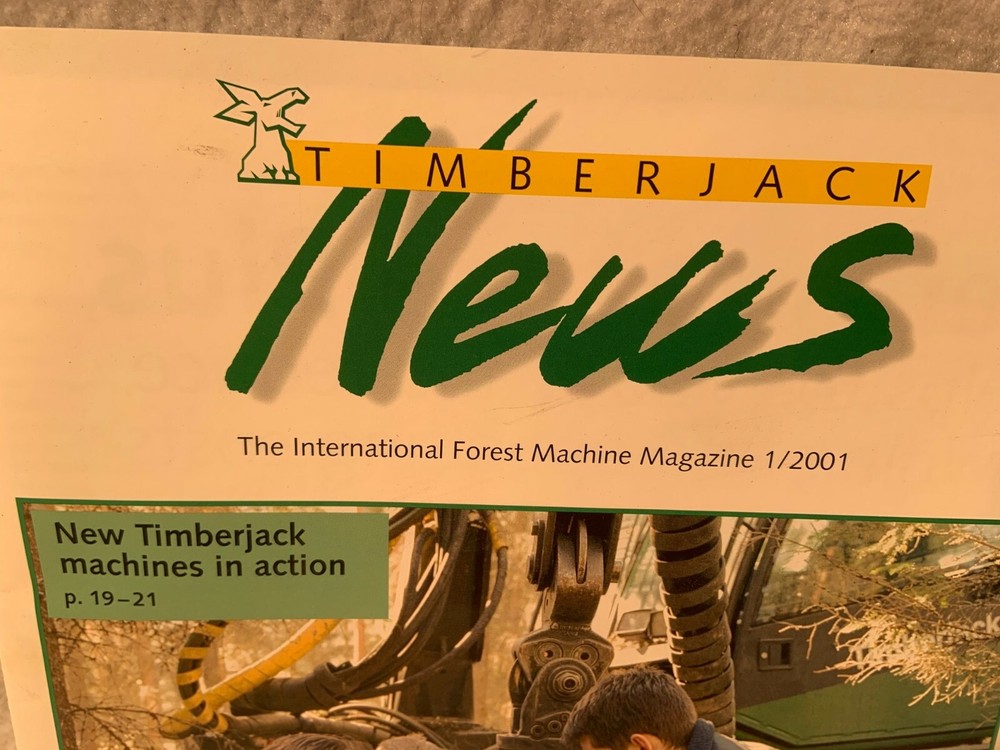 TIMBERJACK
News
The International Forest Machine Magazine 1/2001
New Timberjack
machines in action
p. 19–21